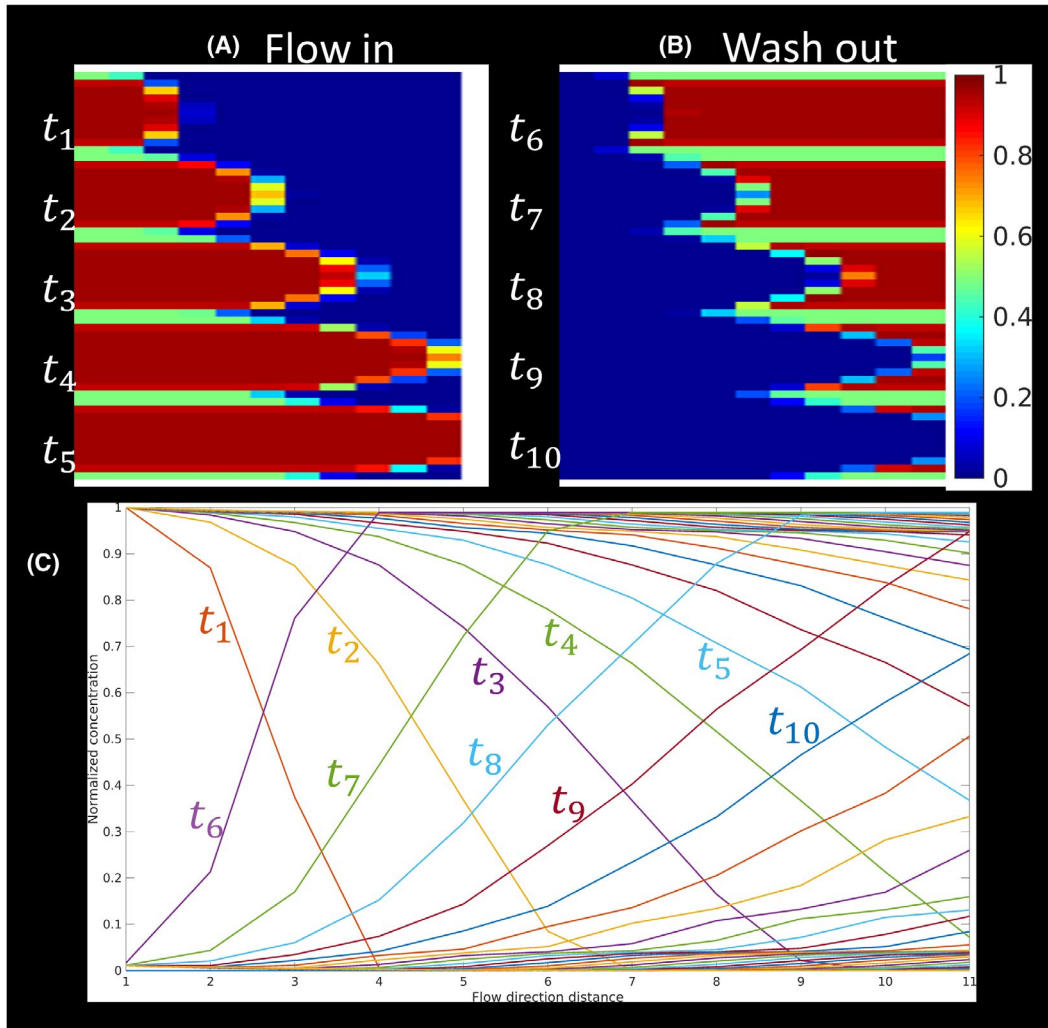 (A) Flow in
(B) Wash out
t1
t2
t3
t4
t5
t6
t7
t8
t9
t10
1
0.8
0.6
0.4
0.2
0
(C)
Normalized concentration
1
0.9
0.8
0.7
0.6
0.5
0.4
0.3
0.2
0.1
0
t1
t2
t3
t4
t5
t6
t7
t8
t9
t10
1 2 3 4 5 6 7 8 9 10 11
Flow direction distance